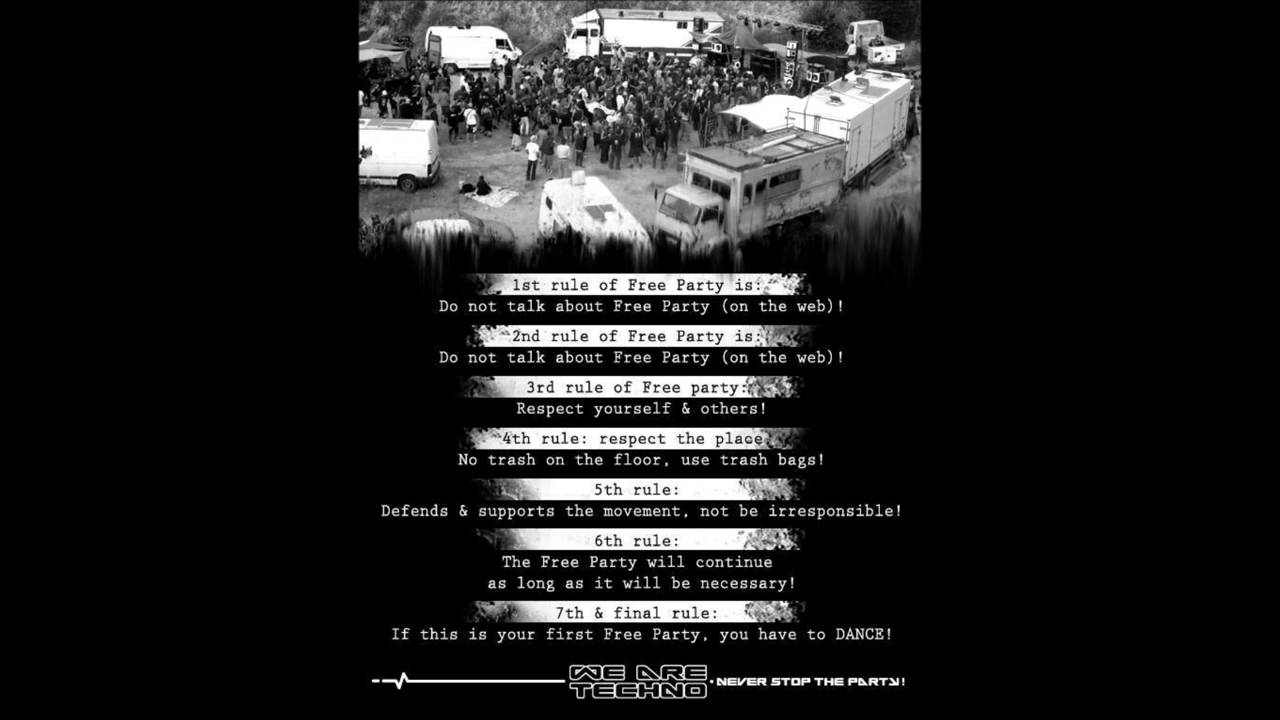 1st rule of Free Party is:
Do not talk about Free Party (on the web)!
2nd rule of Free Party is:
Do not talk about Free Party (on the web)!
3rd rule of Free party:
Respect yourself & others!
4th rule: respect the place
No trash on the floor, use trash bags!
5th rule:
Defends & supports the movement, not be irresponsible!
6th rule:
The Free Party will continue
as long as it will be necessary!
7th & final rule:
If this is your first Free Party, you have to DANCE!
WE ARE
TECHNO · NEVER STOP THE PARTY!